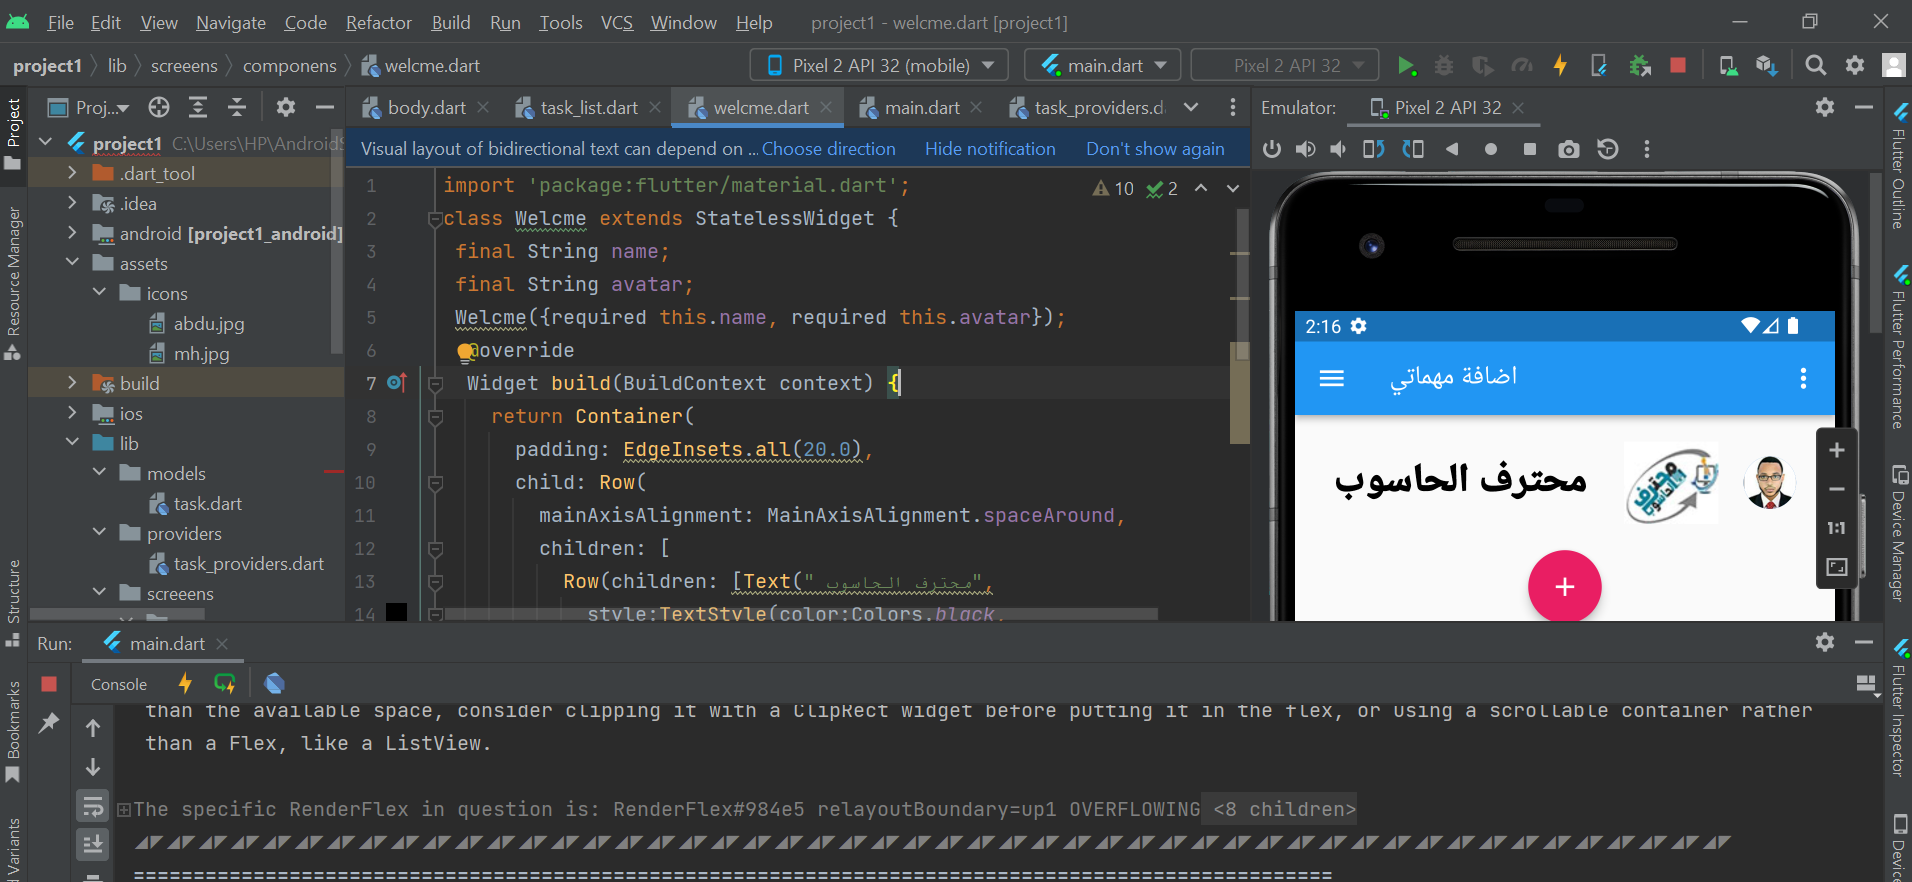 File Edit View Navigate Code Refactor Build Run Tools VCS Window Help project1 - welcme.dart [project1]
project1 lib screeens componens welcme.dart Pixel 2 API 32 (mobile) main.dart Pixel 2 API 32
Project
Resource Manager
Structure
Bookmarks
Variants
Proj...
project1 C:\Users\HP\Android
.dart_tool
.idea
android [project1_android]
assets
icons
abdu.jpg
mh.jpg
build
ios
lib
models
task.dart
providers
task_providers.dart
screeens
body.dart task_list.dart welcme.dart main.dart task_providers.d
Visual layout of bidirectional text can depend on ... Choose direction Hide notification Don't show again
10 2
1 import 'package:flutter/material.dart';
2 class Welcme extends StatelessWidget {
3 final String name;
4 final String avatar;
5 Welcme({required this.name, required this.avatar});
6 @override
7 Widget build(BuildContext context) {
8 return Container(
9 padding: EdgeInsets.all(20.0),
10 child: Row(
11 mainAxisAlignment: MainAxisAlignment.spaceAround,
12 children: [
13 Row(children: [Text(" محترف الحاسوب",
14 style:TextStyle(color:Colors.black,
Emulator: Pixel 2 API 32
2:16
اضافة مهماتي
محترف الحاسوب
محترف الحاسوب
+
1:1
Flutter Outline
Flutter Performance
Device Manager
Flutter Inspector
Device
Run: main.dart
Console
than the available space, consider clipping it with a ClipRect widget before putting it in the flex, or using a scrollable container rather
than a Flex, like a ListView.
The specific RenderFlex in question is: RenderFlex#984e5 relayoutBoundary=up1 OVERFLOWING <8 children>